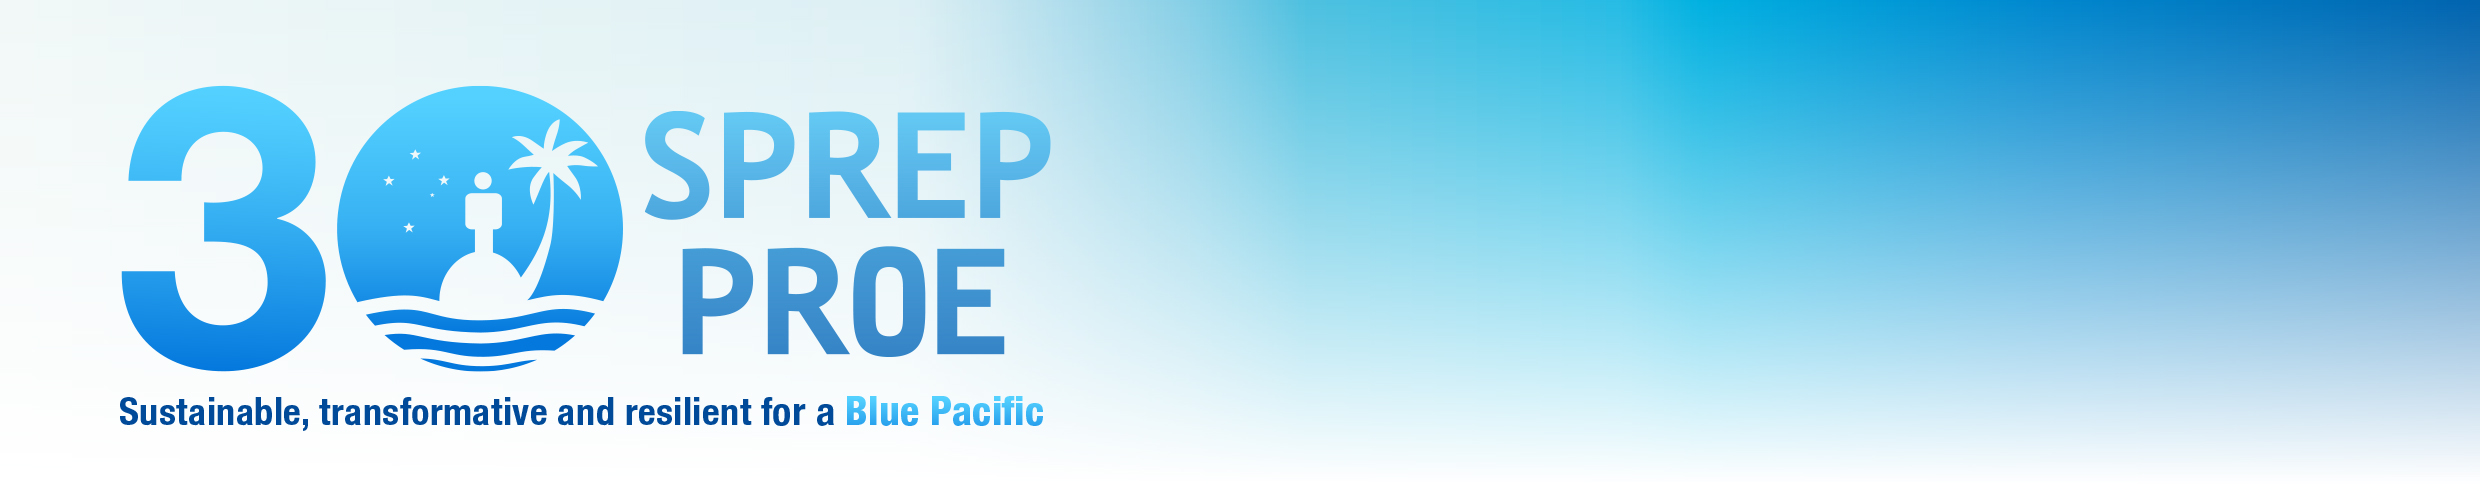 30 SPREP
PROE
Sustainable, transformative and resilient for a Blue Pacific